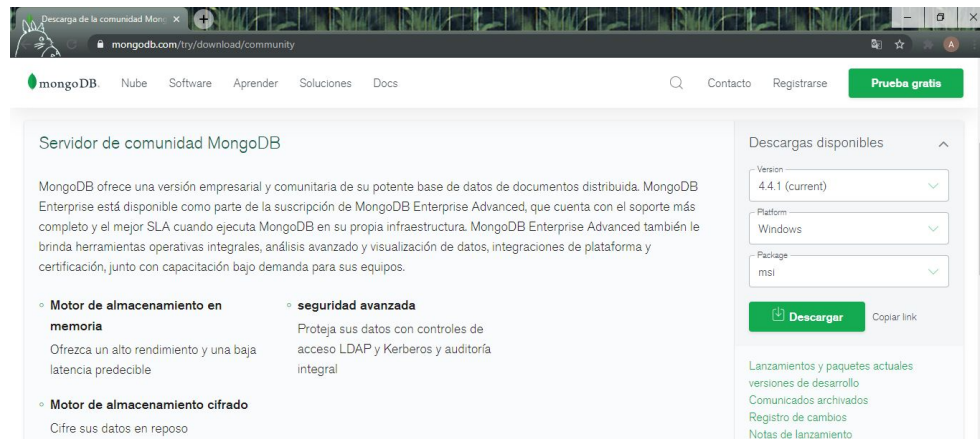 Descarga de la comunidad Mong
mongodb.com/try/download/community
mongoDB.
Nube
Software
Aprender
Soluciones
Docs
Contacto
Registrarse
Prueba gratis
Servidor de comunidad MongoDB
MongoDB ofrece una versión empresarial y comunitaria de su potente base de datos de documentos distribuida. MongoDB
Enterprise está disponible como parte de la suscripción de MongoDB Enterprise Advanced, que cuenta con el soporte más
completo y el mejor SLA cuando ejecuta MongoDB en su propia infraestructura. MongoDB Enterprise Advanced también le
brinda herramientas operativas integrales, análisis avanzado y visualización de datos, integraciones de plataforma y
certificación, junto con capacitación bajo demanda para sus equipos.
Motor de almacenamiento en
memoria
Ofrezca un alto rendimiento y una baja
latencia predecible
seguridad avanzada
Proteja sus datos con controles de
acceso LDAP y Kerberos y auditoría
integral
Motor de almacenamiento cifrado
Cifre sus datos en reposo
Descargas disponibles
Version
4.4.1 (current)
Platform
Windows
Package
msi
Descargar
Copiar link
Lanzamientos y paquetes actuales
versiones de desarrollo
Comunicados archivados
Registro de cambios
Notas de lanzamiento
A